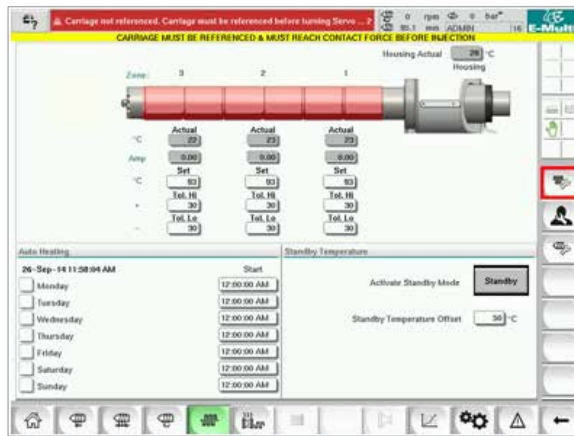 Carriage not referenced. Carriage must be referenced before turning Servo ... 2
0 rpm 0 bar
mm ADMIN 16
E-Multi
CARRIAGE MUST BE REFERENCED & MUST REACH CONTACT FORCE BEFORE INJECTION
Housing Actual 28 °C
Housing
Zone: 3 2 1
Actual Actual Actual
°C 22 23 23
Amp 0.00 0.00 0.00
Set Set Set
°C 93 93 93
Tol. Hi Tol. Hi Tol. Hi
+ 30 30 30
Tol. Lo Tol. Lo Tol. Lo
- 30 30 30
Auto Heating
Standby Temperature
26-Sep-14 11:58:04 AM Start
Monday 12:00:00 AM
Tuesday 12:00:00 AM
Wednesday 12:00:00 AM
Thursday 12:00:00 AM
Friday 12:00:00 AM
Saturday 12:00:00 AM
Sunday 12:00:00 AM
Activate Standby Mode Standby
Standby Temperature Offset 50 °C